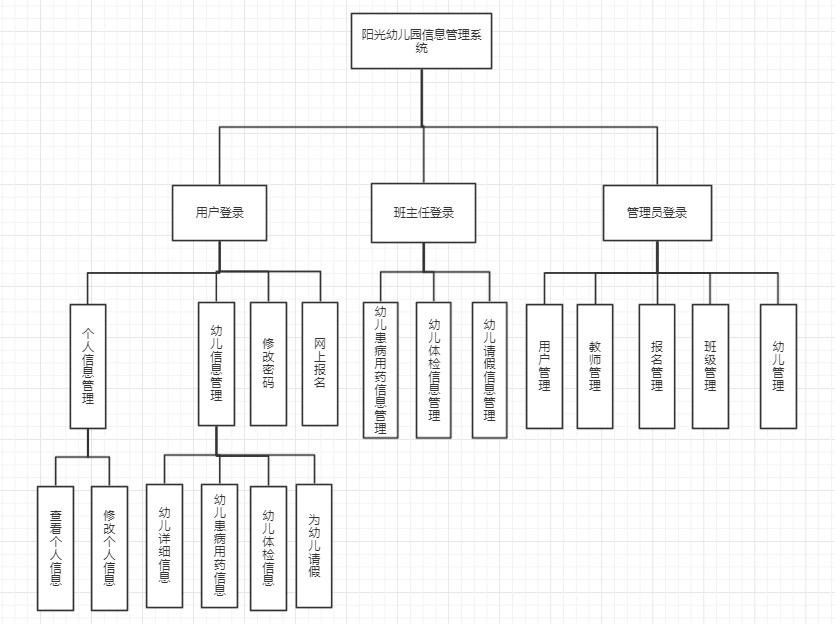 阳光幼儿园信息管理系
统
用户登录
班主任登录
管理员登录
个人信息管理
幼儿信息管理
修改密码
网上报名
幼儿患病用药信息管理
幼儿体检信息管理
幼儿请假信息管理
用户管理
教师管理
报名管理
班级管理
幼儿管理
查看个人信息
修改个人信息
幼儿详细信息
幼儿患病用药信息
幼儿体检信息
为幼儿请假